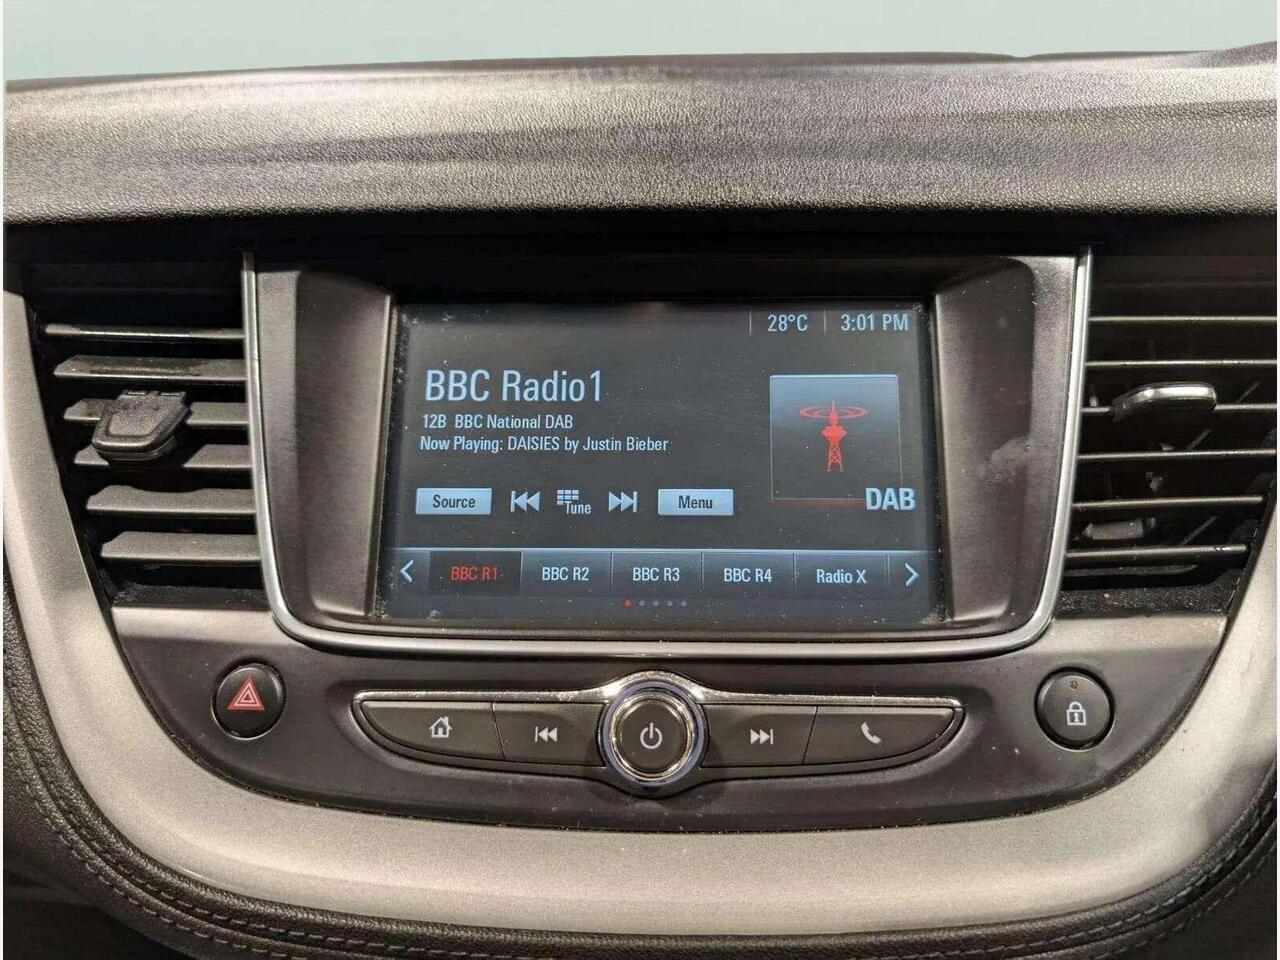 28°C 3:01 PM
BBC Radio1
12B BBC National DAB
Now Playing: DAISIES by Justin Bieber
Source Tune Menu
DAB
BBC R1 BBC R2 BBC R3 BBC R4 Radio X